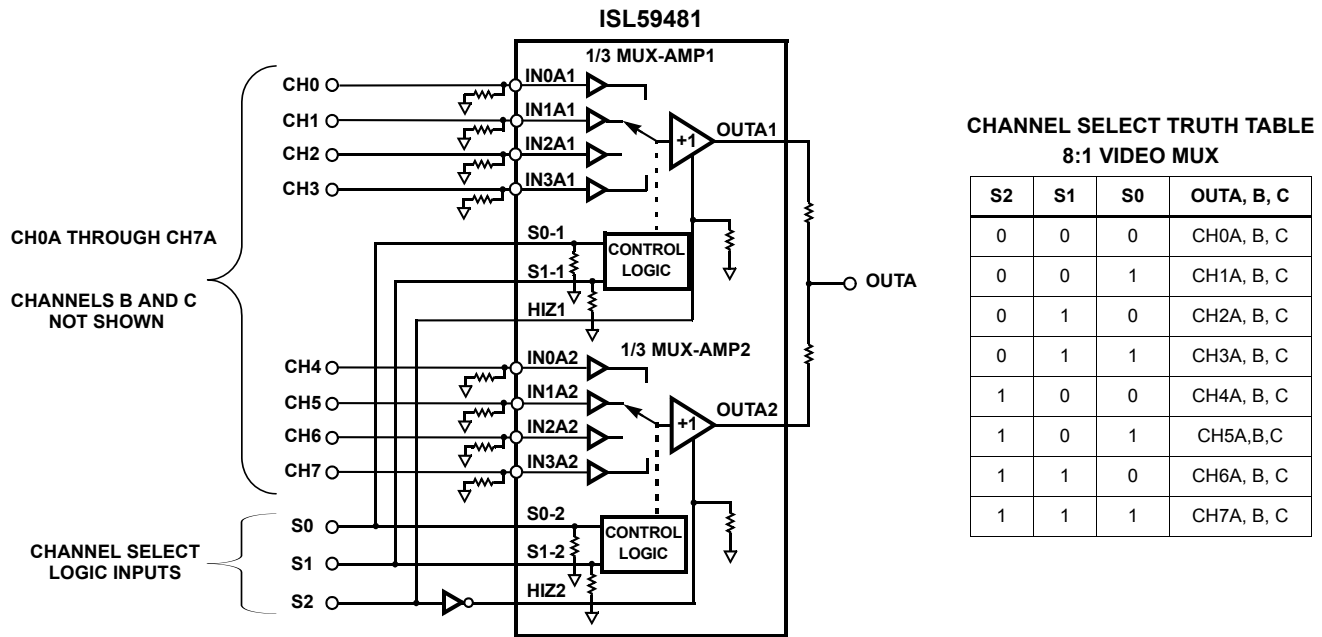 ISL59481
1/3 MUX-AMP1
CH0
IN0A1
CH1
IN1A1
CH2
IN2A1
CH3
IN3A1
+1
OUTA1
CH0A THROUGH CH7A
CHANNELS B AND C
NOT SHOWN
S0-1
S1-1
HIZ1
CONTROL
LOGIC
OUTA
1/3 MUX-AMP2
CH4
IN0A2
CH5
IN1A2
CH6
IN2A2
CH7
IN3A2
+1
OUTA2
CHANNEL SELECT
LOGIC INPUTS
S0
S0-2
S1
S1-2
S2
HIZ2
CONTROL
LOGIC
CHANNEL SELECT TRUTH TABLE
8:1 VIDEO MUX
S2 S1 S0 OUTA, B, C
0 0 0 CH0A, B, C
0 0 1 CH1A, B, C
0 1 0 CH2A, B, C
0 1 1 CH3A, B, C
1 0 0 CH4A, B, C
1 0 1 CH5A,B,C
1 1 0 CH6A, B, C
1 1 1 CH7A, B, C